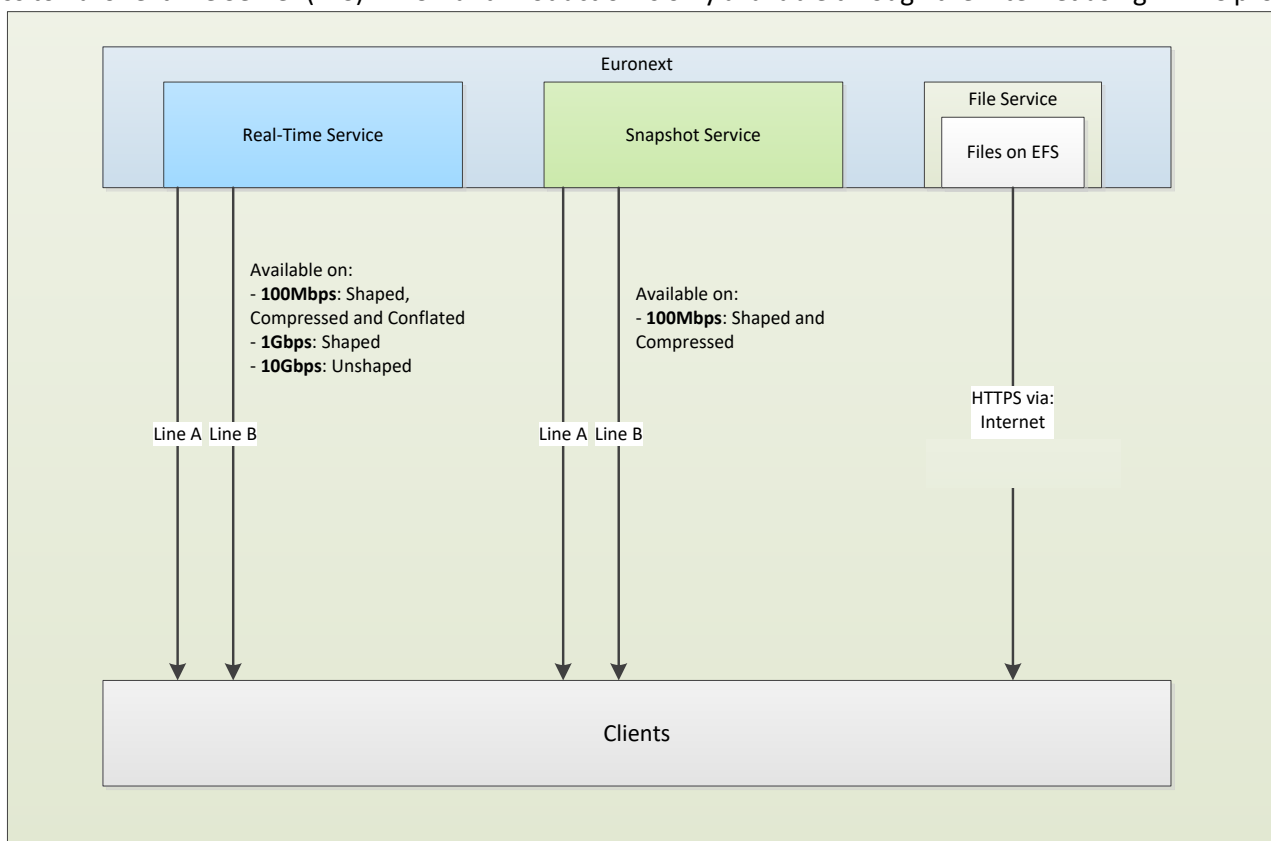 Euronext
Real-Time Service
Snapshot Service
File Service
Files on EFS
Available on:
- 100Mbps: Shaped,
Compressed and Conflated
- 1Gbps: Shaped
- 10Gbps: Unshaped
Available on:
- 100Mbps: Shaped and
Compressed
HTTPS via:
Internet
Line A
Line B
Line A
Line B
Clients